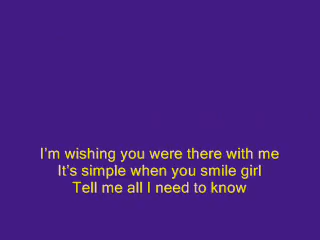 I'm wishing you were there with me
It's simple when you smile girl
Tell me all I need to know